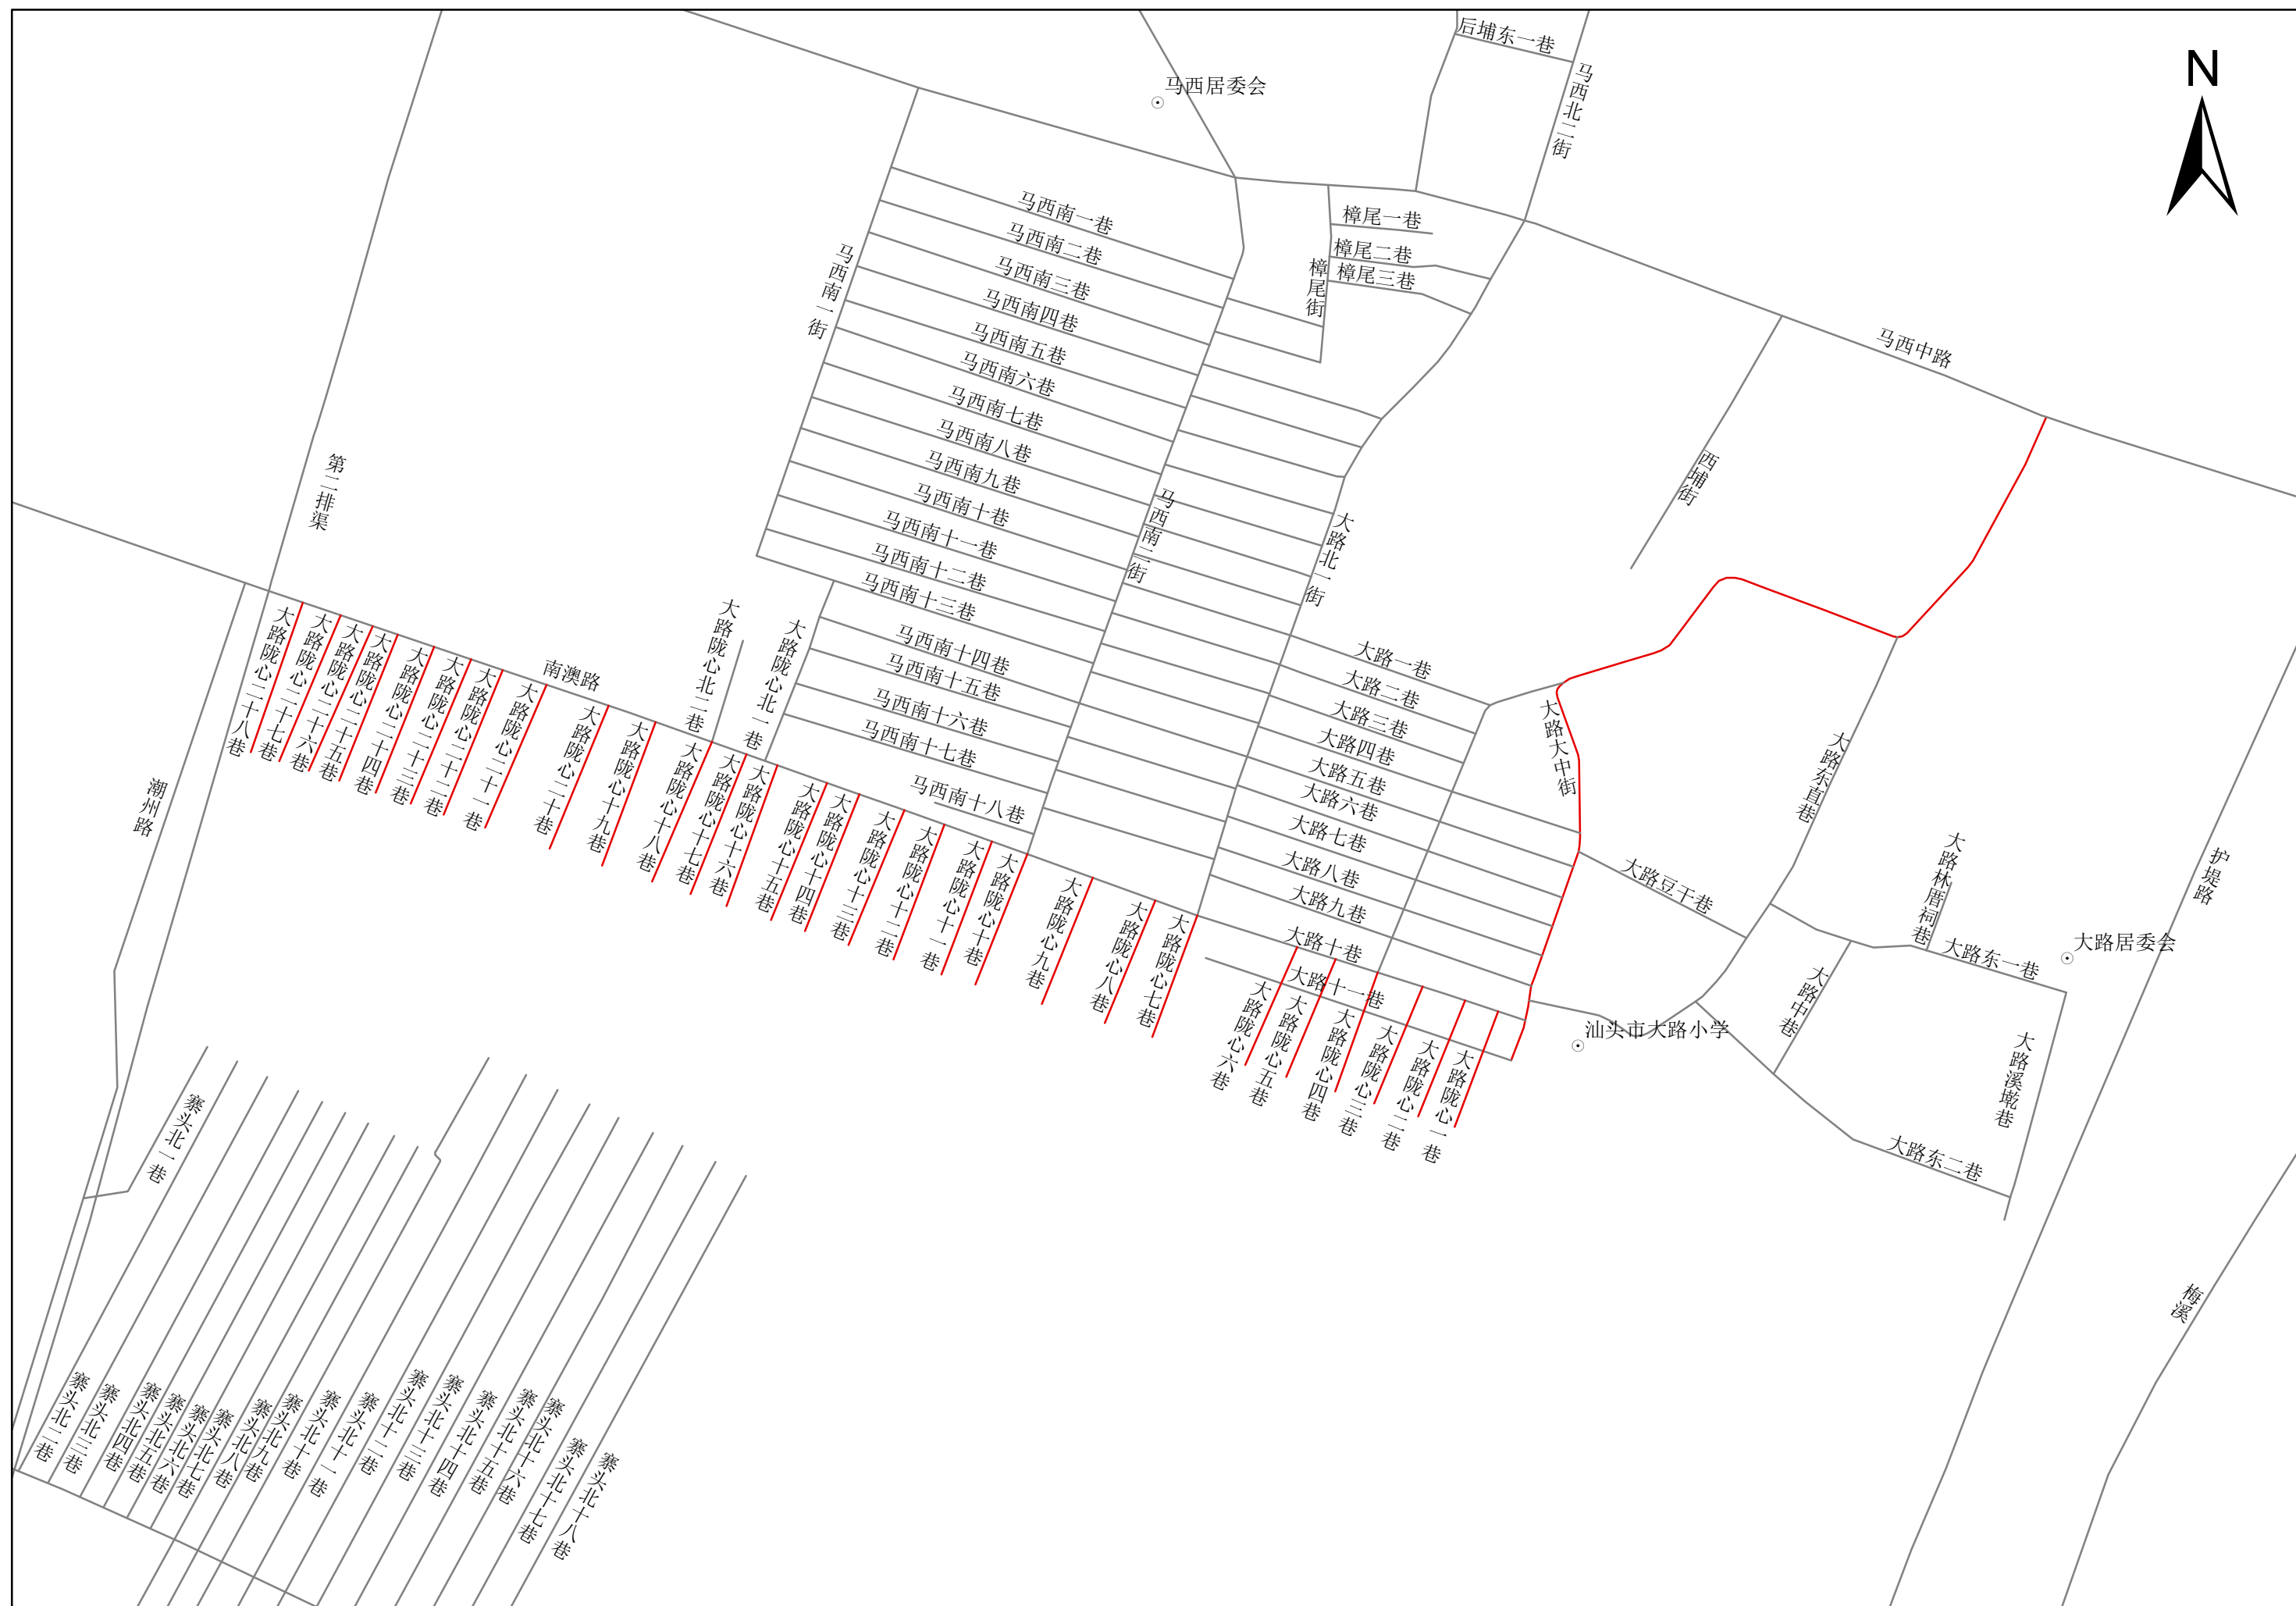 后埔东一巷
N
马西居委会
马西北二街
马西南一巷
樟尾一巷
马西南二巷
樟尾二巷
马西南三巷
樟尾三巷
樟尾街
马西南一街
马西南四巷
马西南五巷
马西中路
马西南六巷
马西南七巷
马西南八巷
西埔街
第二排渠
马西南九巷
马西南十巷
马西南二街
大路北一街
马西南十一巷
马西南十二巷
马西南十三巷
大路陇心北二巷
大路陇心北一巷
马西南十四巷
大路一巷
马西南十五巷
大路二巷
南澳路
马西南十六巷
大路三巷
马西南十七巷
大路四巷
大路大中街
大路五巷
大路东直巷
马西南十八巷
大路六巷
大路七巷
大路八巷
大路豆干巷
大路九巷
大路林厝祠巷
护堤路
大路十巷
大路东一巷
大路居委会
大路十一巷
大路中巷
汕头市大路小学
大路溪墘巷
大路东二巷
梅溪
潮州路
大路陇心二十八巷
大路陇心二十七巷
大路陇心二十六巷
大路陇心二十五巷
大路陇心二十四巷
大路陇心二十三巷
大路陇心二十二巷
大路陇心二十一巷
大路陇心二十巷
大路陇心十九巷
大路陇心十八巷
大路陇心十七巷
大路陇心十六巷
大路陇心十五巷
大路陇心十四巷
大路陇心十三巷
大路陇心十二巷
大路陇心十一巷
大路陇心十巷
大路陇心九巷
大路陇心八巷
大路陇心七巷
大路陇心六巷
大路陇心五巷
大路陇心四巷
大路陇心三巷
大路陇心二巷
大路陇心一巷
寨头北一巷
寨头北二巷
寨头北三巷
寨头北四巷
寨头北五巷
寨头北六巷
寨头北七巷
寨头北八巷
寨头北九巷
寨头北十巷
寨头北十一巷
寨头北十二巷
寨头北十三巷
寨头北十四巷
寨头北十五巷
寨头北十六巷
寨头北十七巷
寨头北十八巷